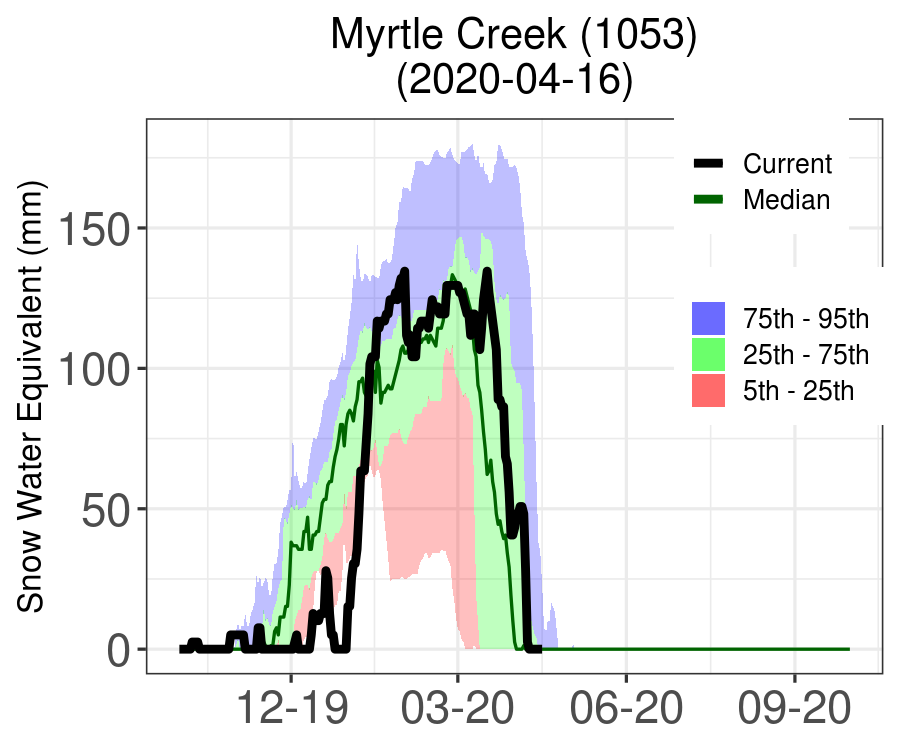 Myrtle Creek (1053)
(2020-04-16)
Snow Water Equivalent (mm)
150
100
50
0
12-19
03-20
06-20
09-20
Current
Median
75th - 95th
25th - 75th
5th - 25th